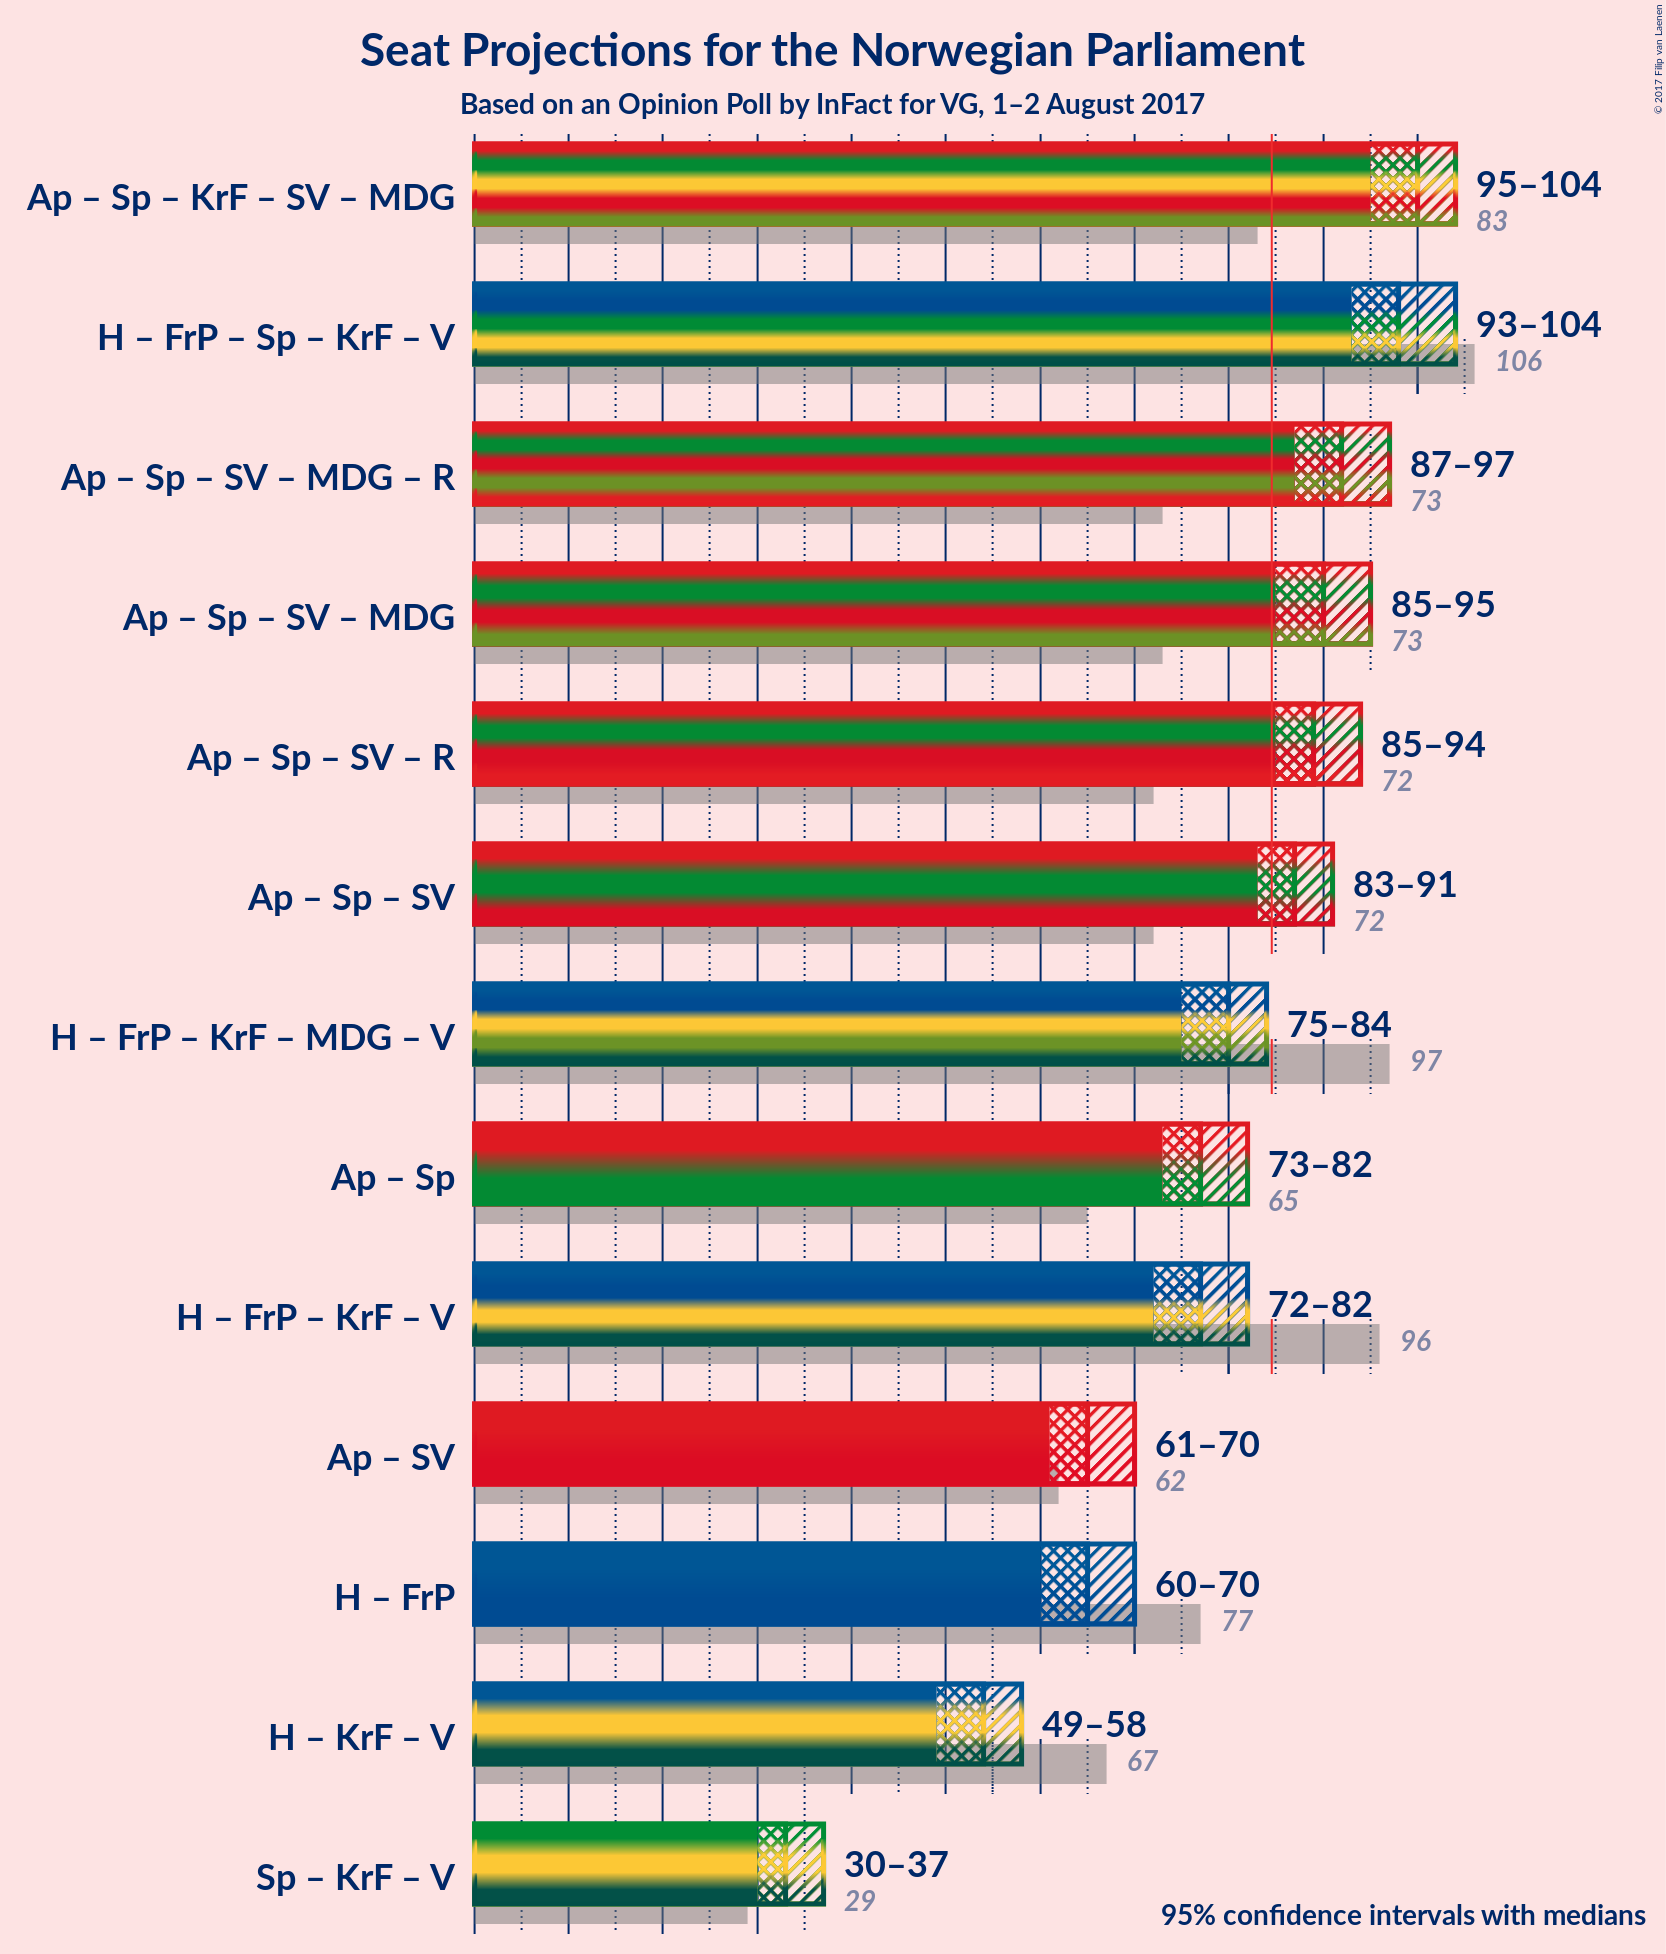 Seat Projections for the Norwegian Parliament
Based on an Opinion Poll by InFact for VG, 1–2 August 2017
© 2017 Filip van Laenen
Ap – Sp – KrF – SV – MDG
95–104
83
H – FrP – Sp – KrF – V
93–104
106
Ap – Sp – SV – MDG – R
87–97
73
Ap – Sp – SV – MDG
85–95
73
Ap – Sp – SV – R
85–94
72
Ap – Sp – SV
83–91
72
H – FrP – KrF – MDG – V
75–84
97
Ap – Sp
73–82
65
H – FrP – KrF – V
72–82
96
Ap – SV
61–70
62
H – FrP
60–70
77
H – KrF – V
49–58
67
Sp – KrF – V
30–37
29
95% confidence intervals with medians